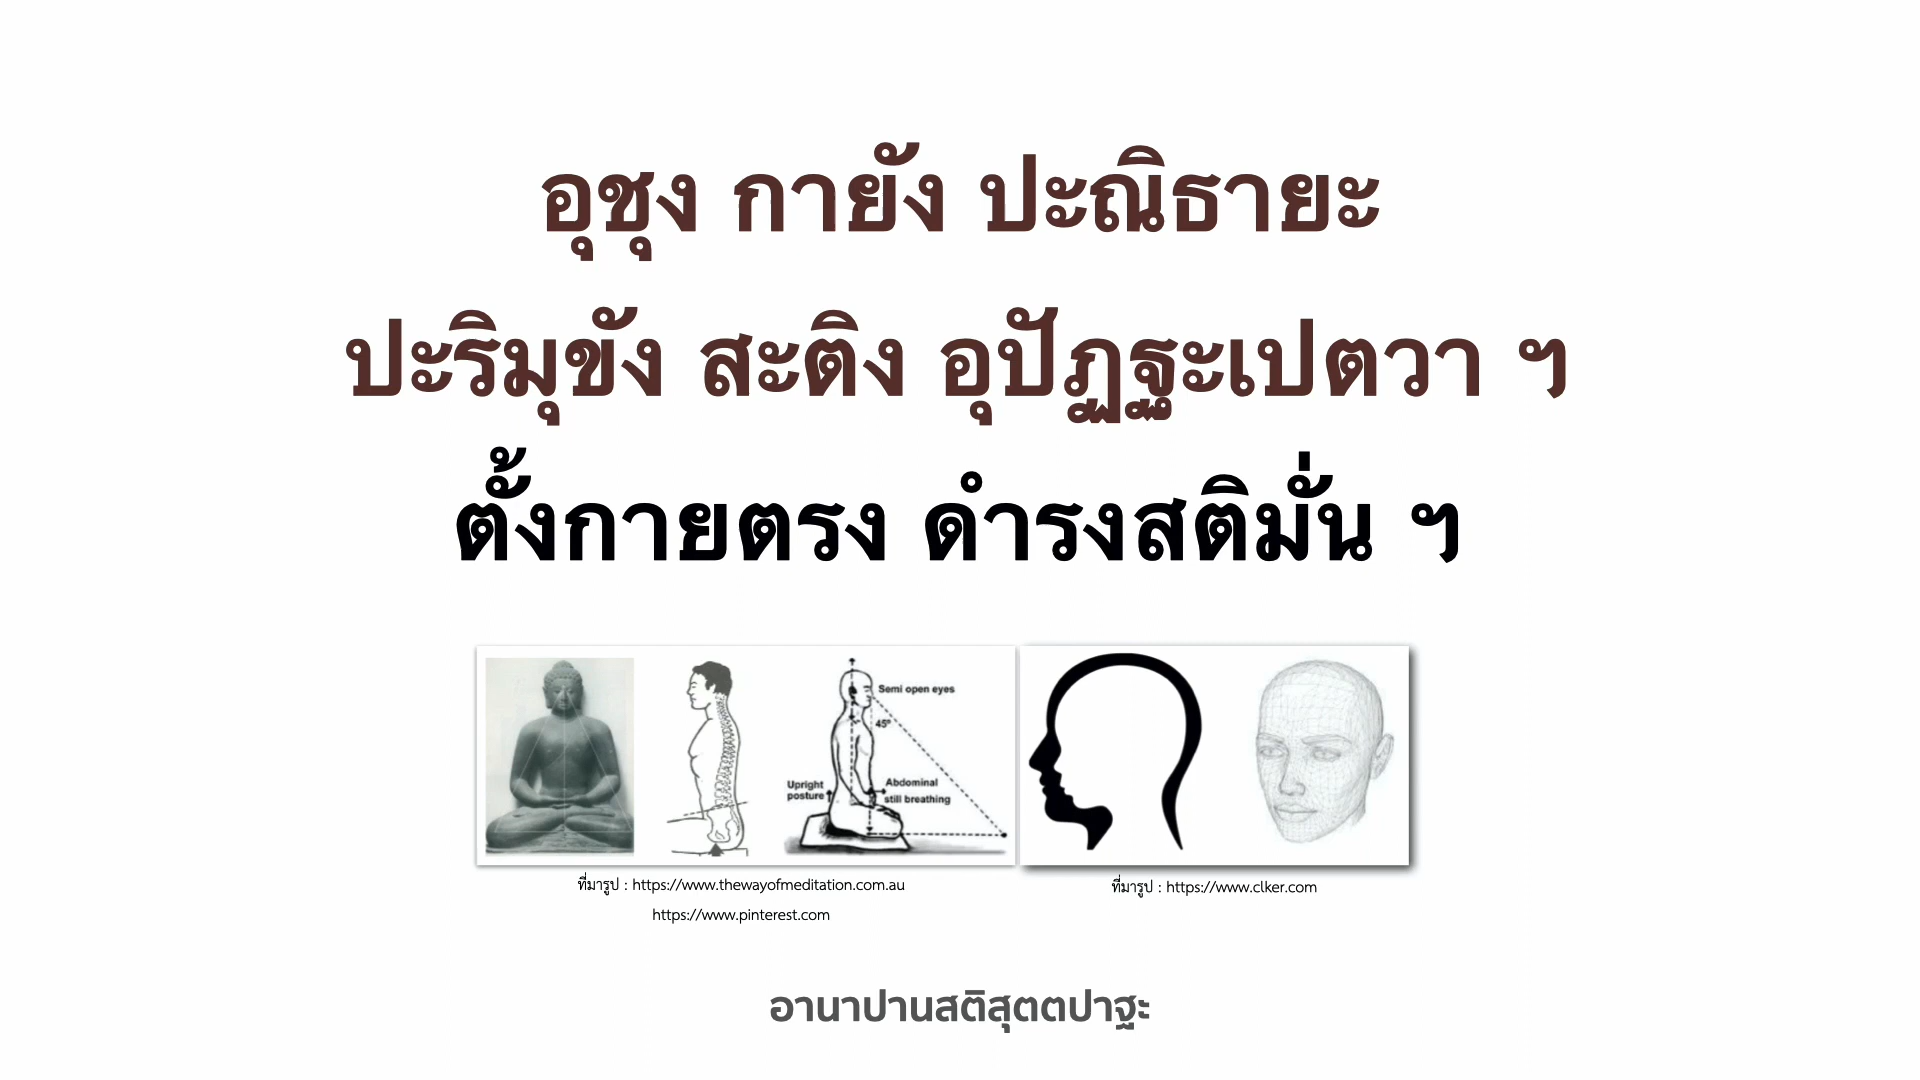 อุชุง กายัง ปะณิธายะ
ปะริมุขัง สะติง อุปัฏฐะเปตวา ฯ
ตั้งกายตรง ดำรงสติมั่น ฯ
Semi open eyes
45º
Upright
posture
Abdominal
still breathing
ที่มารูป : https://www.thewayofmeditation.com.au
https://www.pinterest.com
ที่มารูป : https://www.clker.com
อานาปานสติสุตตปาฐะ